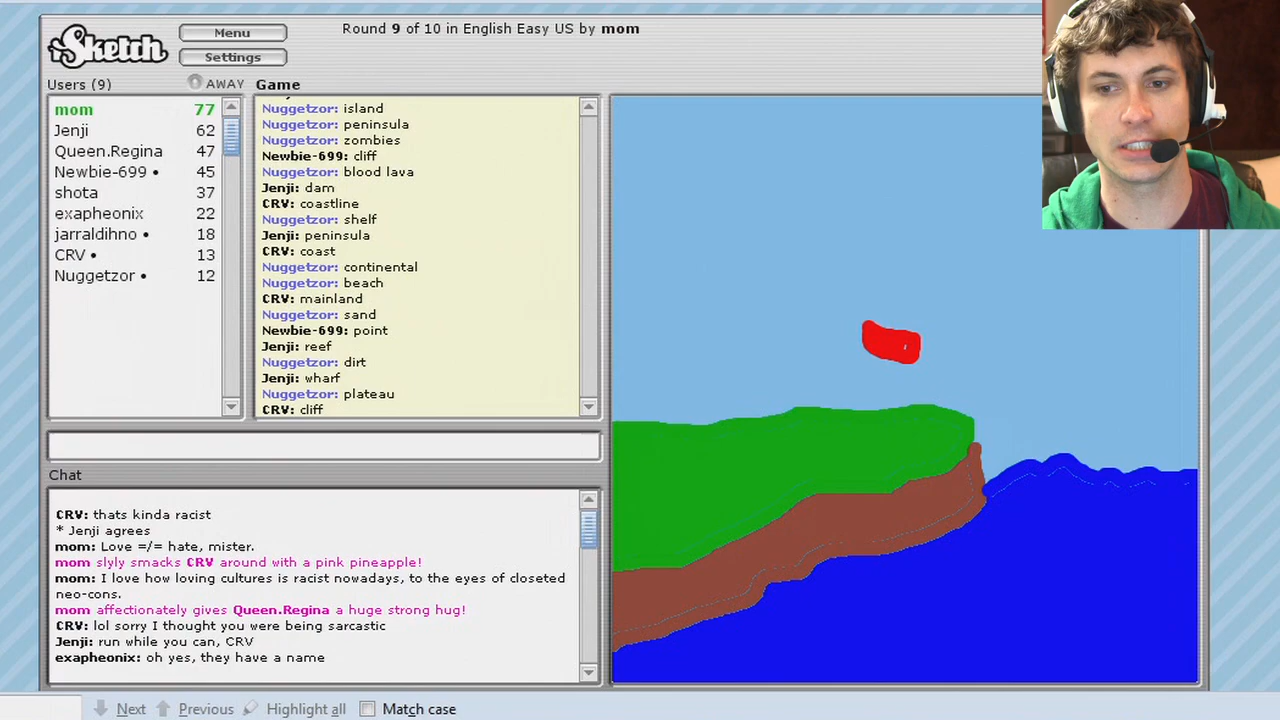 iSketch
Menu
Settings
Round 9 of 10 in English Easy US by mom
Users (9)
AWAY
Game
mom 77
Jenji 62
Queen.Regina 47
Newbie-699 • 45
shota 37
exapheonix 22
jarraldihno • 18
CRV • 13
Nuggetzor • 12
Nuggetzor: island
Nuggetzor: peninsula
Nuggetzor: zombies
Newbie-699: cliff
Nuggetzor: blood lava
Jenji: dam
CRV: coastline
Nuggetzor: shelf
Jenji: peninsula
CRV: coast
Nuggetzor: continental
Nuggetzor: beach
CRV: mainland
Nuggetzor: sand
Newbie-699: point
Jenji: reef
Nuggetzor: dirt
Jenji: wharf
Nuggetzor: plateau
CRV: cliff
Chat
CRV: thats kinda racist
* Jenji agrees
mom: Love =/= hate, mister.
mom slyly smacks CRV around with a pink pineapple!
mom: I love how loving cultures is racist nowadays, to the eyes of closeted
neo-cons.
mom affectionately gives Queen.Regina a huge strong hug!
CRV: lol sorry I thought you were being sarcastic
Jenji: run while you can, CRV
exapheonix: oh yes, they have a name
Next
Previous
Highlight all
Match case